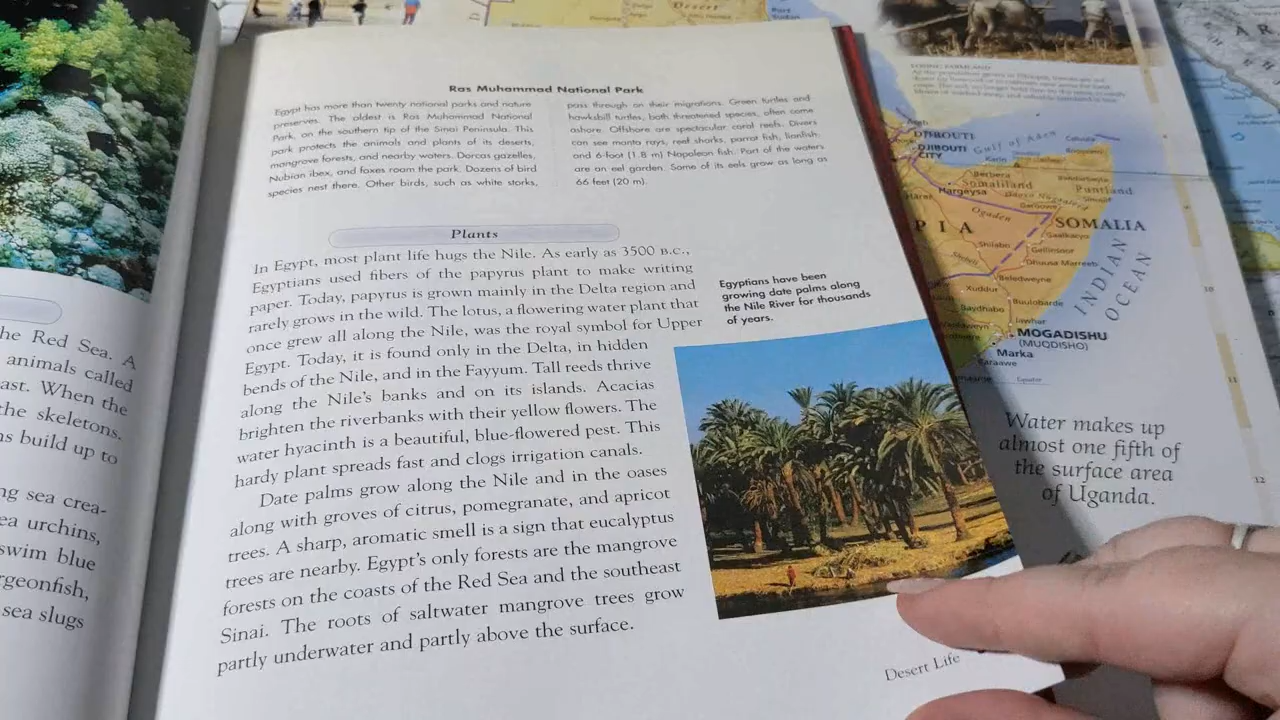 Ras Muhammad National Park
Egypt has more than twenty national parks and nature
preserves. The oldest is Ras Muhammad National
Park, on the southern tip of the Sinai Peninsula. This
park protects the animals and plants of its deserts,
mangrove forests, and nearby waters. Dorcas gazelles,
Nubian ibex, and foxes roam the park. Dozens of bird
species nest there. Other birds, such as white storks,
pass through on their migrations. Green turtles and
hawksbill turtles, both threatened species, often come
ashore. Offshore are spectacular coral reefs. Divers
can see manta rays, reef sharks, parrot fish, lionfish,
and 6-foot (1.8 m) Napoleon fish. Part of the waters
are an eel garden. Some of its eels grow as long as
66 feet (20 m).
Plants
In Egypt, most plant life hugs the Nile. As early as 3500 B.C.,
Egyptians used of the papyrus plant to make writing
paper. Today, papyrus is grown mainly in the Delta region and
rarely grows in the wild. The lotus, a flowering water plant that
once grew all along the Nile, was the royal symbol for Upper
Egypt. Today, it is found only in the Delta, in hidden
bends of the Nile, and in the Fayyum. Tall reeds thrive
along the Nile's banks and on its islands. Acacias
brighten the riverbanks with their yellow flowers. The
water hyacinth is a beautiful, blue-flowered pest. This
hardy plant spreads fast and clogs irrigation canals.
Date palms grow along the Nile and in the oases
along with groves of citrus, pomegranate, and apricot
trees. A sharp, aromatic smell is a sign that eucalyptus
trees are nearby. Egypt's only forests are the mangrove
forests on the coasts of the Red Sea and the southeast
Sinai. The roots of saltwater mangrove trees grow
partly underwater and partly above the surface.
Egyptians have been
growing date palms along
the Nile River for thousands
of years.
Desert Life
he Red Sea. A
animals called
ast. When the
the skeletons.
ns build up to
ng sea crea-
ea urchins,
swim blue
rgeonfish,
sea slugs
Desert
DJIBOUTI
DJIBOUTI
CITY
Gulf of Aden
Berbera
Somaliland
Hargeysa
Puntland
Ogaden
PIA
SOMALIA
Gaalkacyo
Shilabo
Gellinsoor
Dhuusa Marreeb
Beledweyne
Xuddur
Buulobarde
Baydhabo
Jawhar
MOGADISHU
(MUQDISHO)
Marka
Baraawe
Equator
INDIAN
OCEAN
10
11
12
Water makes up
almost one fifth of
the surface area
of Uganda.